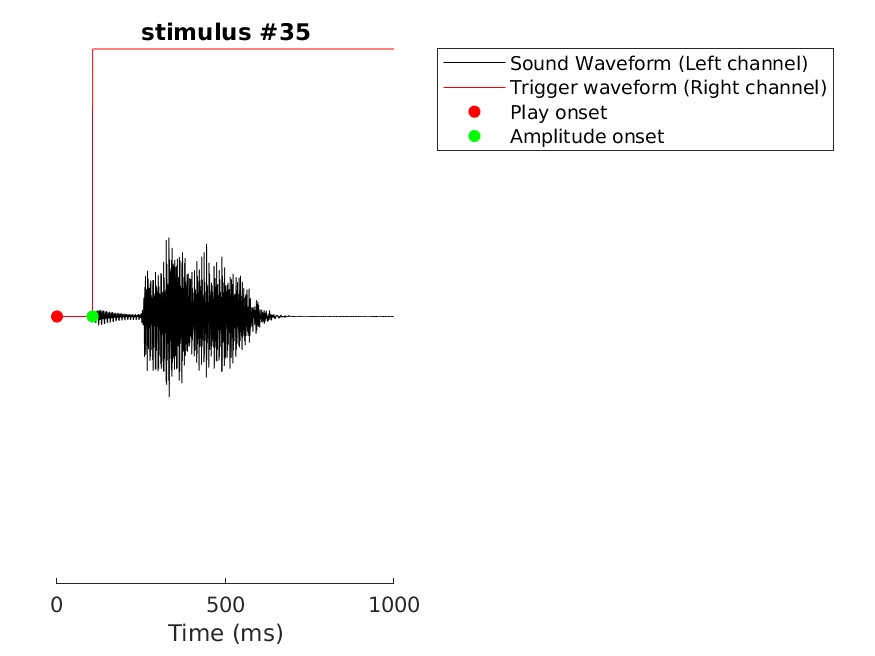 stimulus #35
Sound Waveform (Left channel)
Trigger waveform (Right channel)
Play onset
Amplitude onset
0 500 1000
Time (ms)